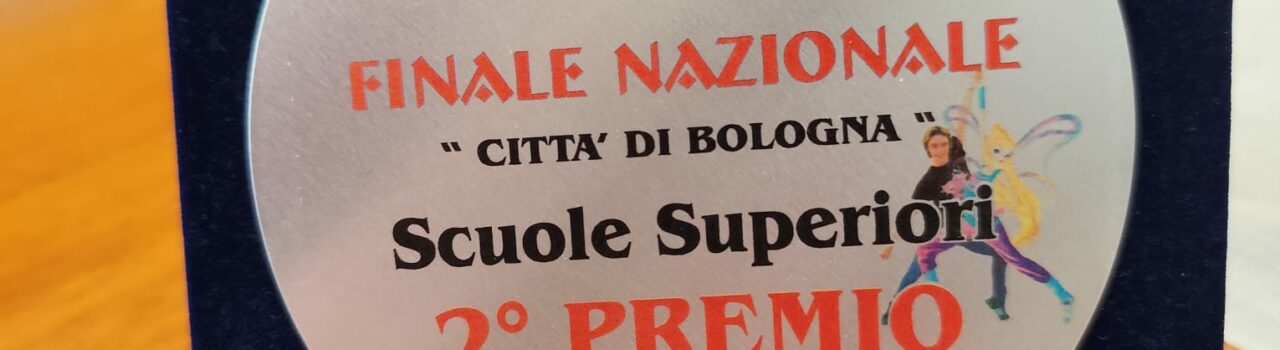 FINALE NAZIONALE
" CITTA' DI BOLOGNA "
Scuole Superiori
2° PREMIO